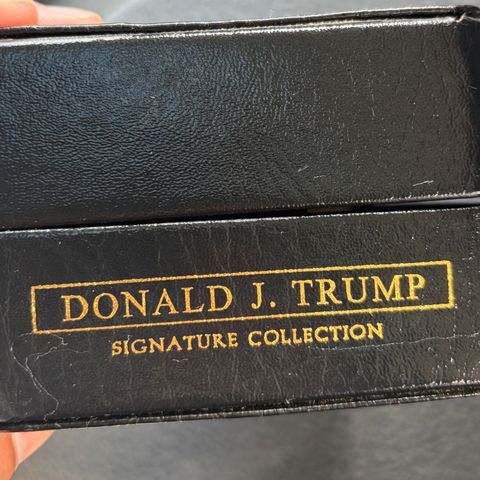 DONALD J. TRUMP
SIGNATURE COLLECTION